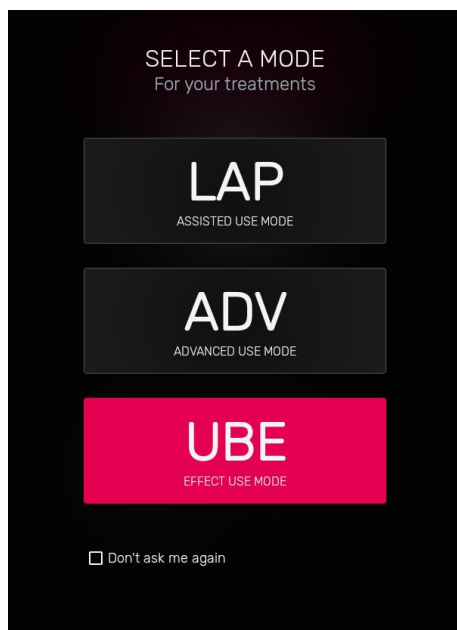 SELECT A MODE
For your treatments
LAP
ASSISTED USE MODE
ADV
ADVANCED USE MODE
UBE
EFFECT USE MODE
Don't ask me again